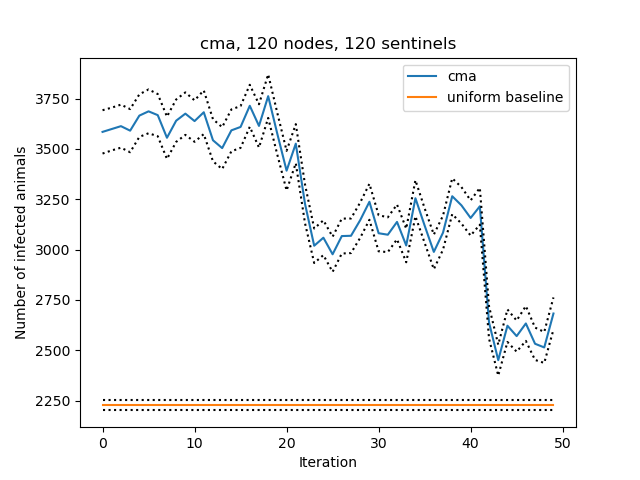 cma, 120 nodes, 120 sentinels
cma
uniform baseline
Number of infected animals
3750
3500
3250
3000
2750
2500
2250
0 10 20 30 40 50
Iteration